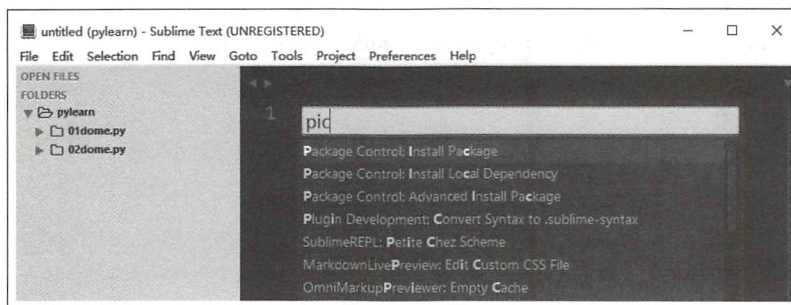 untitled (pylearn) - Sublime Text (UNREGISTERED)
File Edit Selection Find View Goto Tools Project Preferences Help
OPEN FILES
FOLDERS
pylearn
01dome.py
02dome.py
1
pic
Package Control: Install Package
Package Control: Install Local Dependency
Package Control: Advanced Install Package
Plugin Development: Convert Syntax to .sublime-syntax
SublimeREPL: Petite Chez Scheme
MarkdownLivePreview: Edit Custom CSS File
OmniMarkupPreviewer: Empty Cache